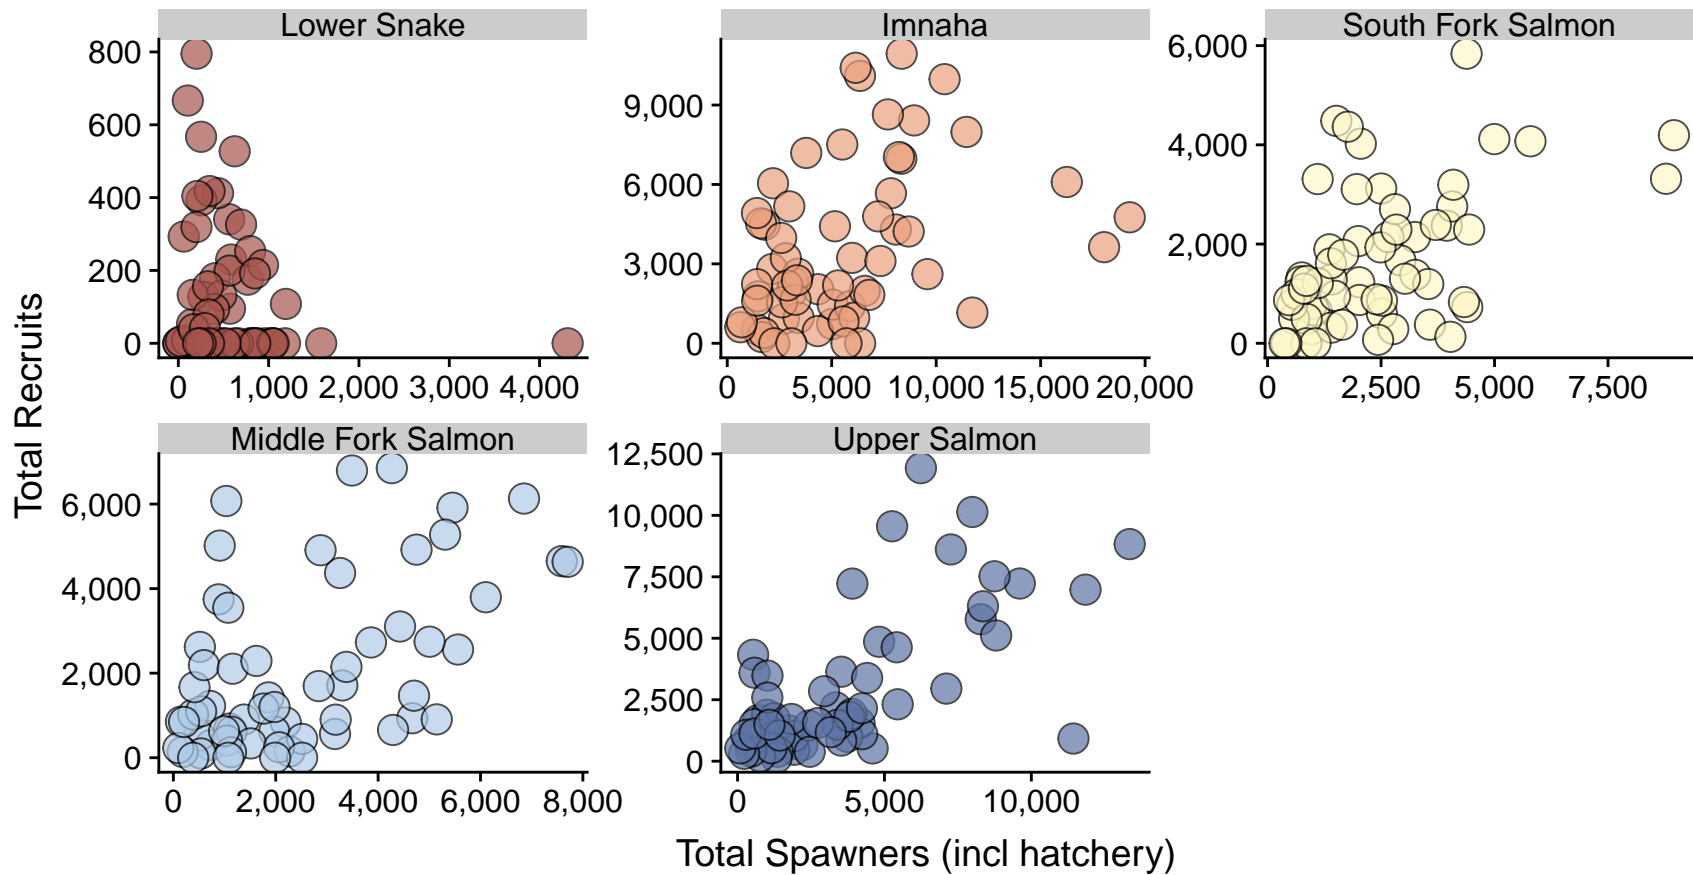 Lower Snake
Imnaha
South Fork Salmon
800
600
400
200
0
0 1,000 2,000 3,000 4,000
9,000
6,000
3,000
0
0 5,000 10,000 15,000 20,000
6,000
4,000
2,000
0
0 2,500 5,000 7,500
Total Recruits
Middle Fork Salmon
Upper Salmon
6,000
4,000
2,000
0
0 2,000 4,000 6,000 8,000
12,500
10,000
7,500
5,000
2,500
0
0 5,000 10,000
Total Spawners (incl hatchery)